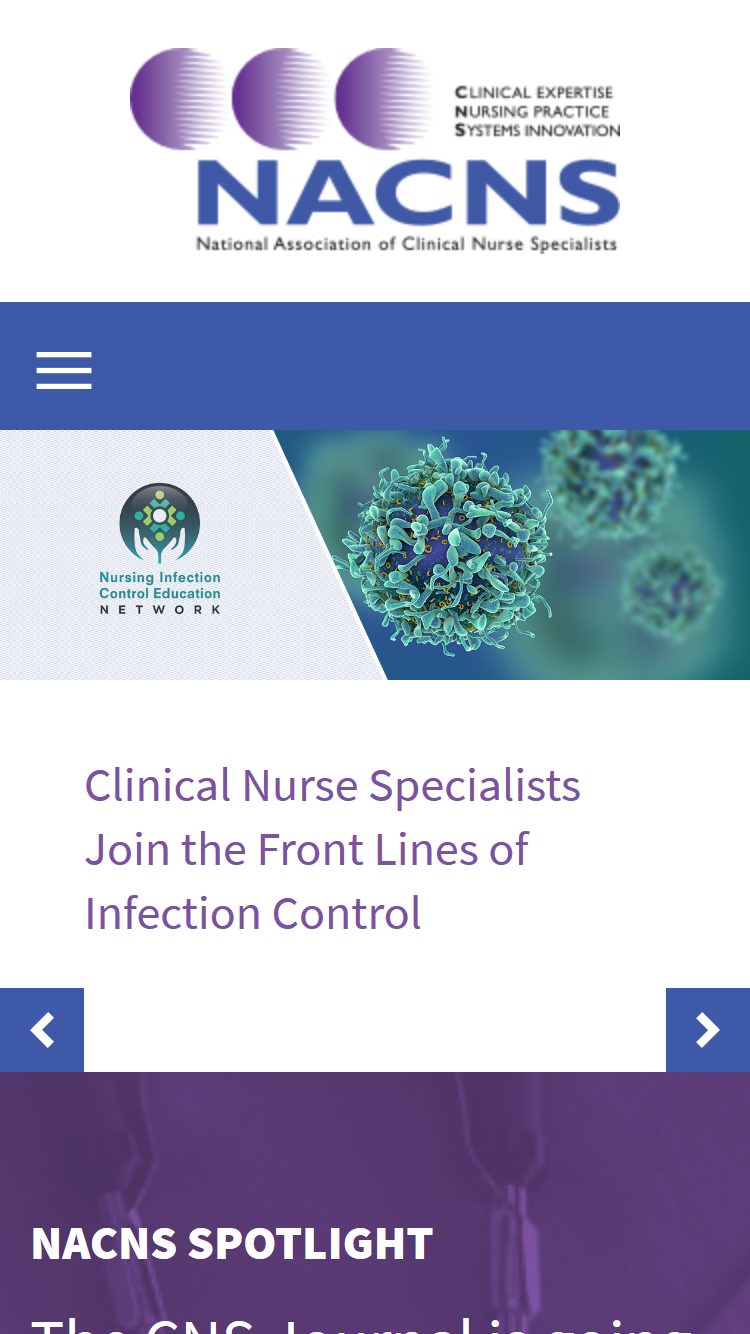 CLINICAL EXPERTISE
NURSING PRACTICE
SYSTEMS INNOVATION
NACNS
National Association of Clinical Nurse Specialists
Nursing Infection
Control Education
NETWORK
Clinical Nurse Specialists
Join the Front Lines of
Infection Control
NACNS SPOTLIGHT
The CNS Journal is going